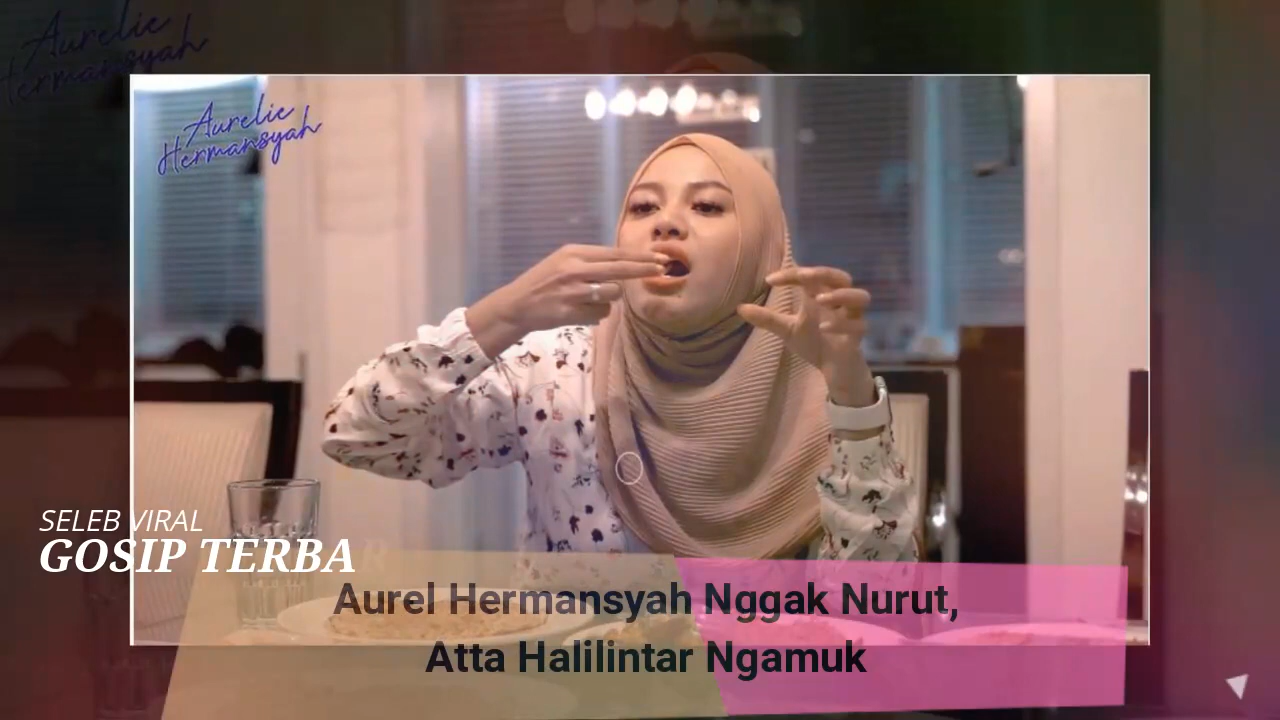 Aurelie
Hermansyah
Aurelie
Hermansyah
SELEB VIRAL
GOSIP TERBA
Aurel Hermansyah Nggak Nurut,
Atta Halilintar Ngamuk